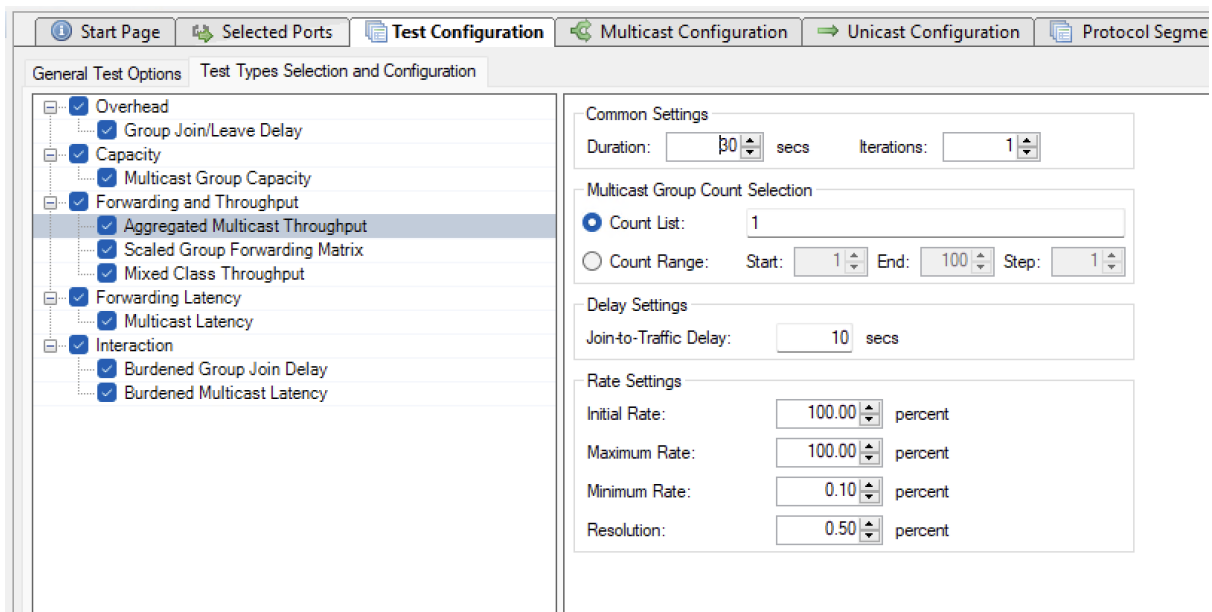 Start Page Selected Ports Test Configuration Multicast Configuration Unicast Configuration Protocol Segme
General Test Options Test Types Selection and Configuration
Overhead
Group Join/Leave Delay
Capacity
Multicast Group Capacity
Forwarding and Throughput
Aggregated Multicast Throughput
Scaled Group Forwarding Matrix
Mixed Class Throughput
Forwarding Latency
Multicast Latency
Interaction
Burdened Group Join Delay
Burdened Multicast Latency
Common Settings
Duration: 30 secs Iterations: 1
Multicast Group Count Selection
Count List: 1
Count Range: Start: 1 End: 100 Step: 1
Delay Settings
Join-to-Traffic Delay: 10 secs
Rate Settings
Initial Rate: 100.00 percent
Maximum Rate: 100.00 percent
Minimum Rate: 0.10 percent
Resolution: 0.50 percent